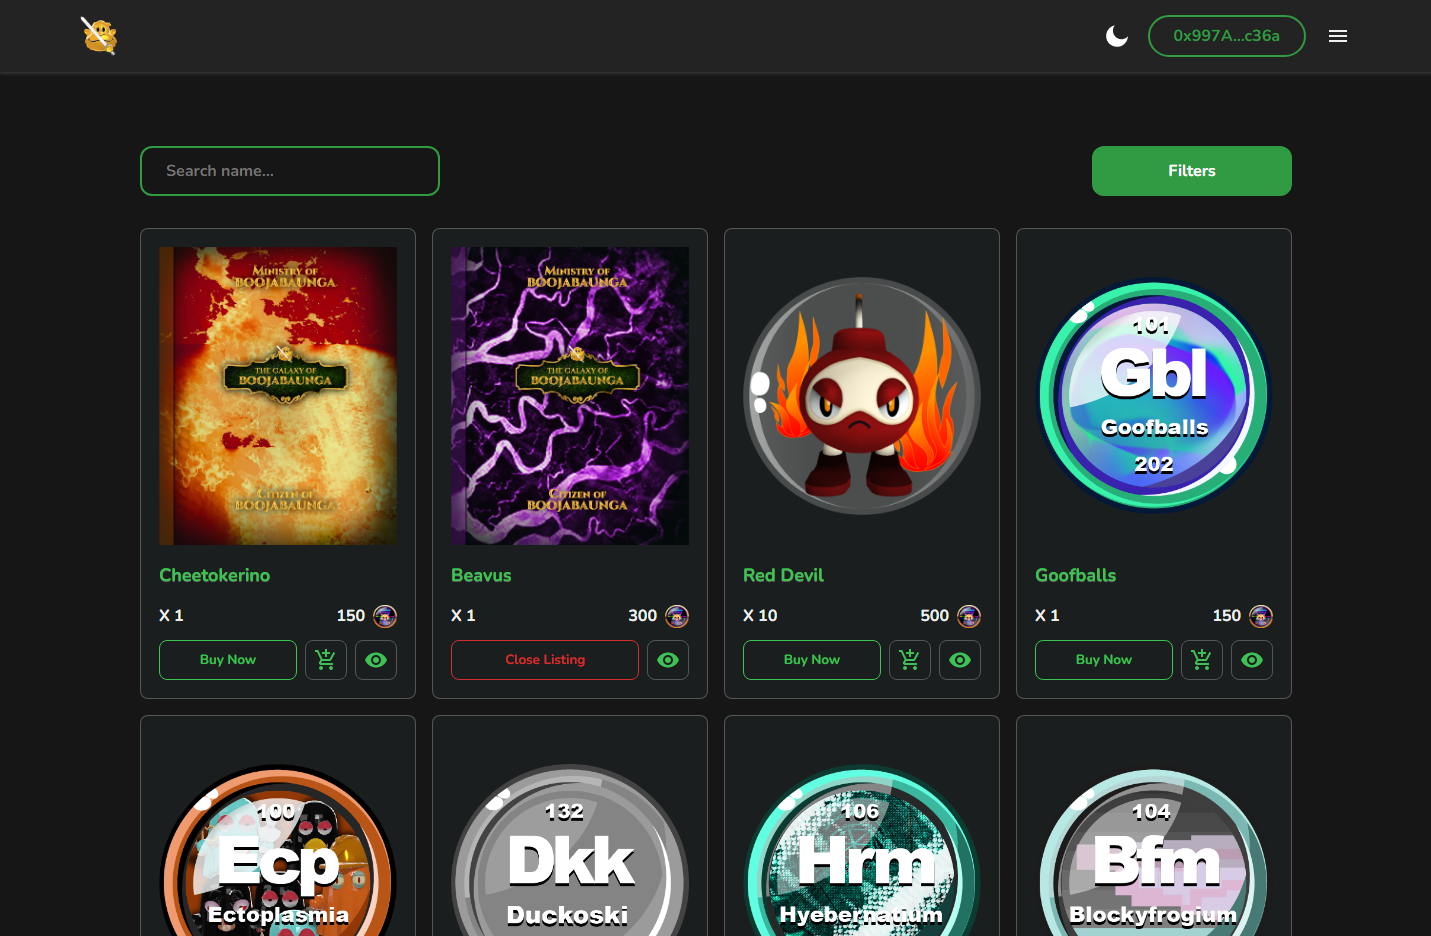 0x997A...c36a
Search name...
Filters
MINISTRY OF
BOOJABAUNGA
THE GALAXY OF
BOOJABAUNGA
CITIZEN OF
BOOJABAUNGA
MINISTRY OF
BOOJABAUNGA
THE GALAXY OF
BOOJABAUNGA
CITIZEN OF
BOOJABAUNGA
101
Gbl
Goofballs
202
Cheetokerino
Beavus
Red Devil
Goofballs
X 1
150
X 1
300
X 10
500
X 1
150
Buy Now
Close Listing
Buy Now
Buy Now
100
Ecp
Ectoplasmia
132
Dkk
Duckoski
106
Hrm
Hyebernatium
104
Bfm
Blockyfrogium